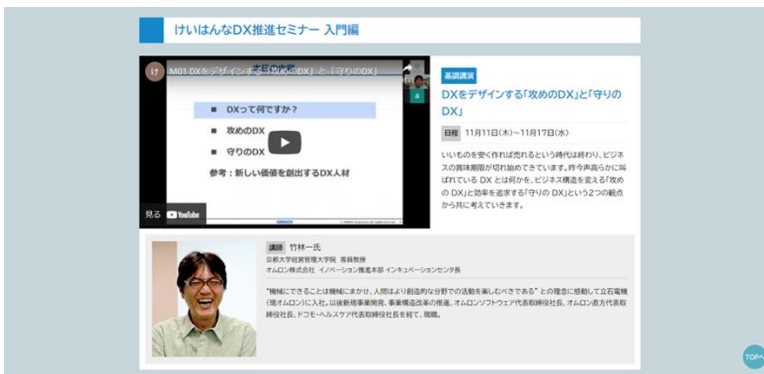 けいはんなDX推進セミナー 入門編
け M01 DXをデザインする「攻めのDX」と「守りのDX」
本日の内容
■ DXって何ですか？
■ 攻めのDX
■ 守りのDX
参考：新しい価値を創出するDX人材
見る YouTube
基調講演
DXをデザインする「攻めのDX」と「守りの
DX」
日程 11月11日(木)～11月17日(水)
いいものを安く作れば売れるという時代は終わり、ビジネ
スの賞味期限が切れ始めてきています。昨今声高らかに叫
ばれている DX とは何かを、ビジネス構造を変える「攻め
の DX」と効率を追求する「守りの DX」という2つの観点
から共に考えていきます。
講師 竹林一氏
京都大学経営管理大学院 客員教授
オムロン株式会社 イノベーション推進本部 インキュベーションセンタ長
“機械にできることは機械にまかせ、人間はより創造的な分野での活動を楽しむべきである” との理念に感動して立石電機
(現オムロン)に入社。以後新規事業開発、事業構造改革の推進、オムロンソフトウェア代表取締役社長、オムロン直方代表取
締役社長、ドコモ・ヘルスケア代表取締役社長を経て、現職。
TOPへ